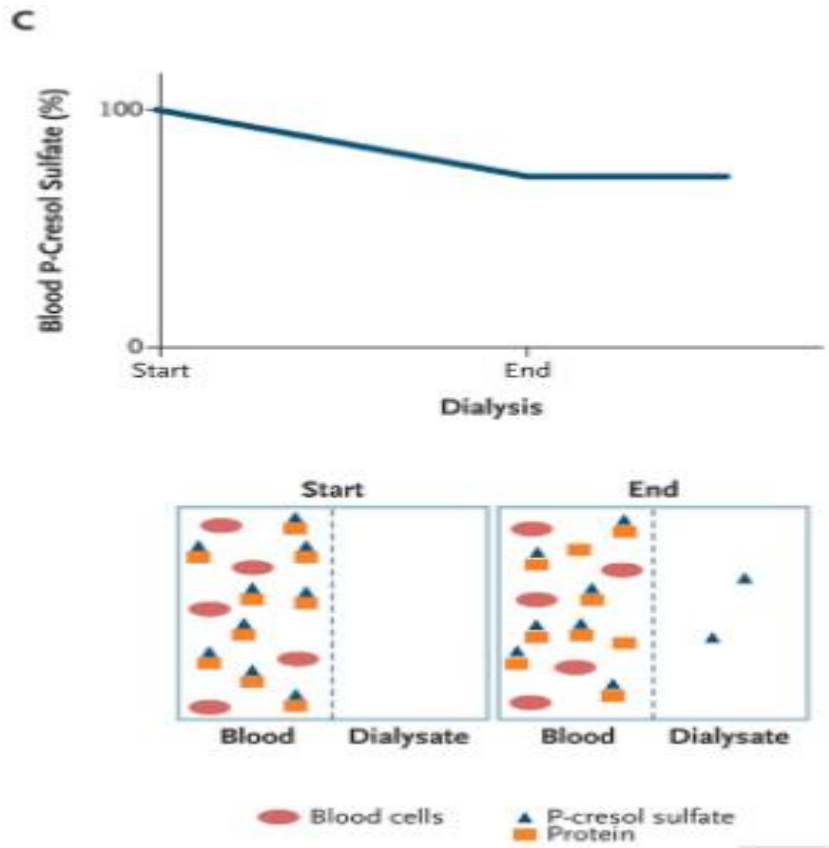 C
Blood P-Cresol Sulfate (%)
100
0
Start End
Dialysis
Start End
Blood Dialysate Blood Dialysate
Blood cells P-cresol sulfate
Protein